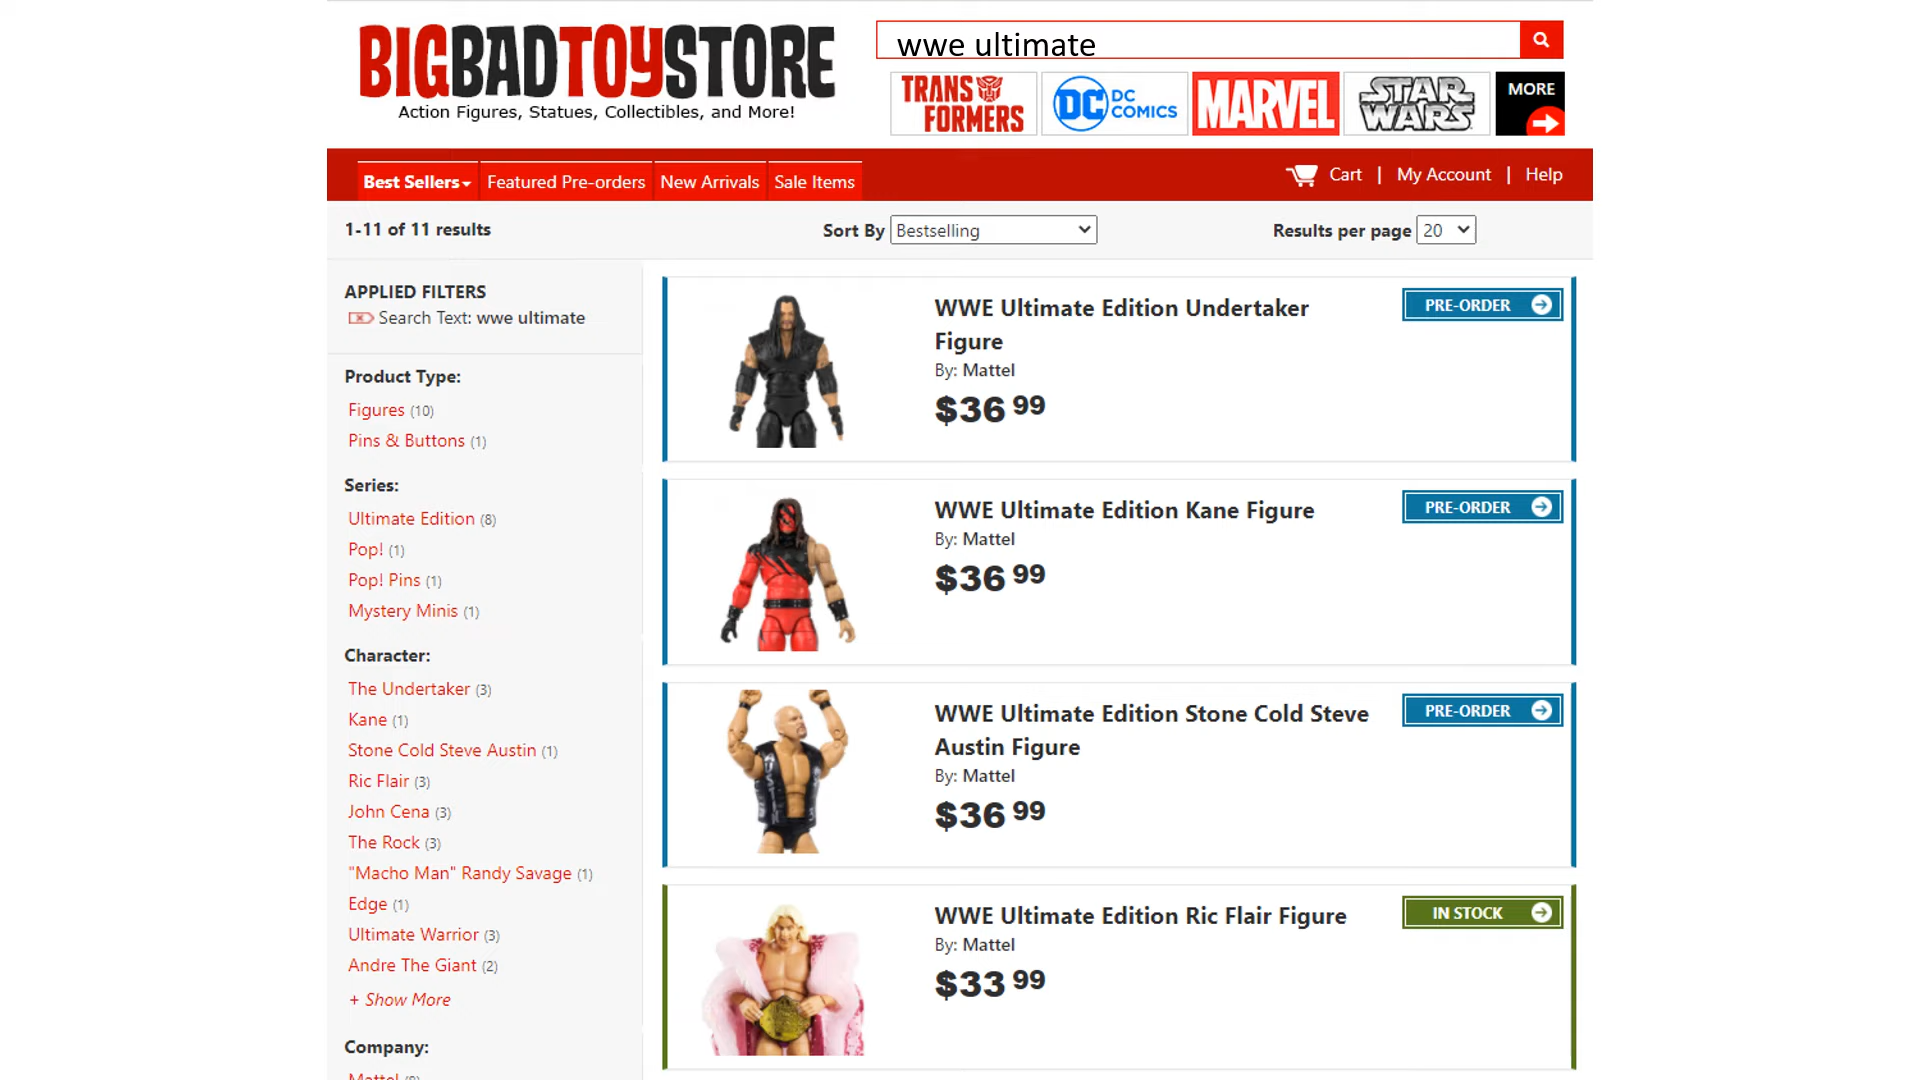 BIGBADTOYSTORE
Action Figures, Statues, Collectibles, and More!
wwe ultimate
TRANSFORMERS
DC DC COMICS
MARVEL
STAR WARS
MORE
Best Sellers
Featured Pre-orders
New Arrivals
Sale Items
Cart | My Account | Help
1-11 of 11 results
Sort By Bestselling
Results per page 20
APPLIED FILTERS
Search Text: wwe ultimate
Product Type:
Figures (10)
Pins & Buttons (1)
Series:
Ultimate Edition (8)
Pop! (1)
Pop! Pins (1)
Mystery Minis (1)
Character:
The Undertaker (3)
Kane (1)
Stone Cold Steve Austin (1)
Ric Flair (3)
John Cena (3)
The Rock (3)
"Macho Man" Randy Savage (1)
Edge (1)
Ultimate Warrior (3)
Andre The Giant (2)
+ Show More
Company:
Mattel
WWE Ultimate Edition Undertaker
Figure
By: Mattel
$36 99
PRE-ORDER
WWE Ultimate Edition Kane Figure
By: Mattel
$36 99
PRE-ORDER
WWE Ultimate Edition Stone Cold Steve
Austin Figure
By: Mattel
$36 99
PRE-ORDER
WWE Ultimate Edition Ric Flair Figure
By: Mattel
$33 99
IN STOCK